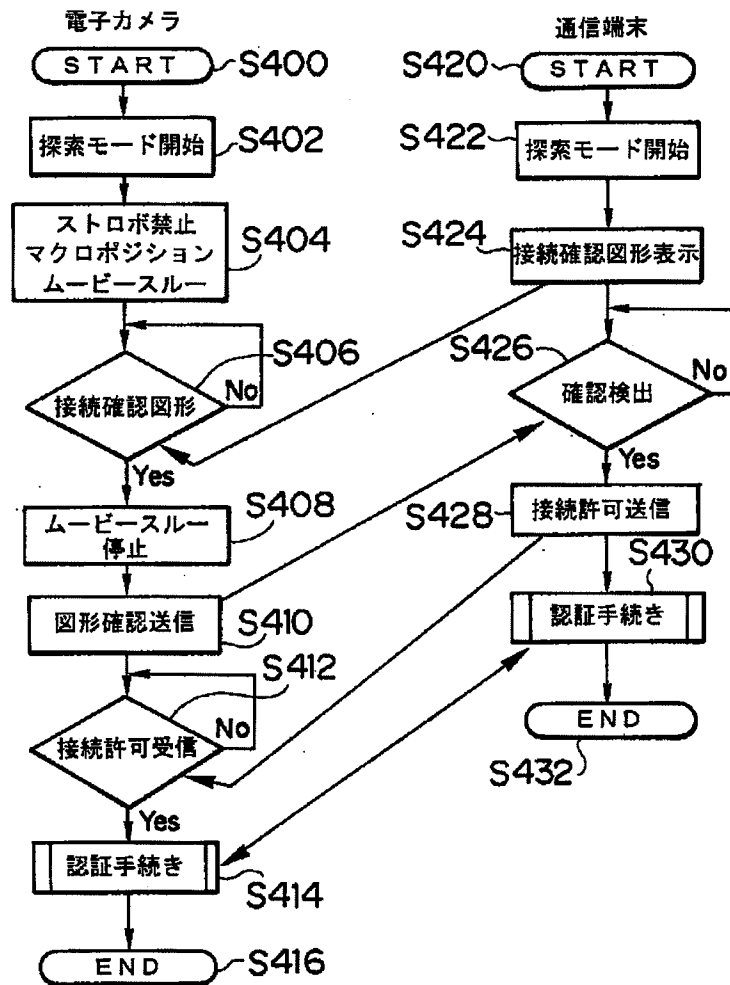 電子カメラ
START
S400
探索モード開始
S402
ストロボ禁止
マクロポジション
ムービースルー
S404
接続確認図形
S406
No
Yes
ムービースルー
停止
S408
図形確認送信
S410
接続許可受信
S412
No
Yes
認証手続き
S414
END
S416
通信端末
S420
START
S422
探索モード開始
S424
接続確認図形表示
S426
確認検出
No
Yes
S428
接続許可送信
S430
認証手続き
END
S432